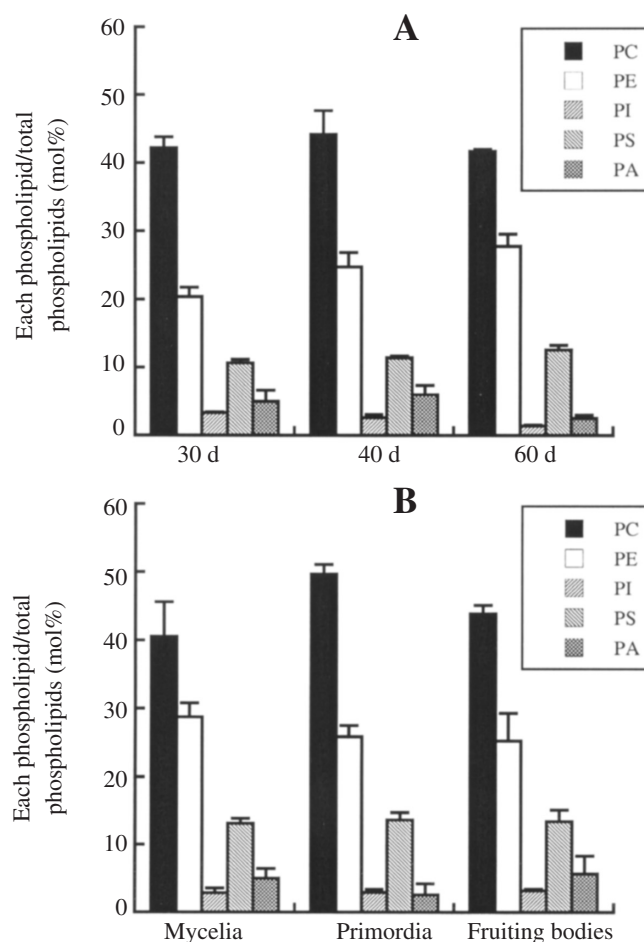 A
Each phospholipid/total
phospholipids (mol%)
60
50
40
30
20
10
0
30 d
40 d
60 d
PC
PE
PI
PS
PA
B
Each phospholipid/total
phospholipids (mol%)
60
50
40
30
20
10
0
Mycelia
Primordia
Fruiting bodies
PC
PE
PI
PS
PA